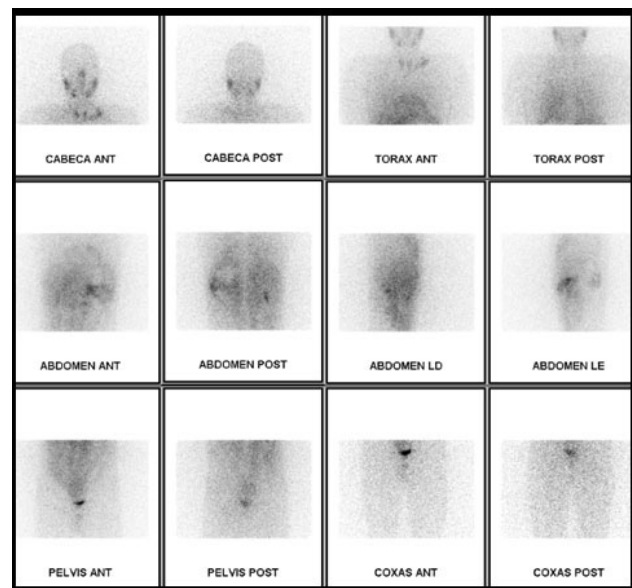 CABECA ANT
CABECA POST
TORAX ANT
TORAX POST
ABDOMEN ANT
ABDOMEN POST
ABDOMEN LD
ABDOMEN LE
PELVIS ANT
PELVIS POST
COXAS ANT
COXAS POST